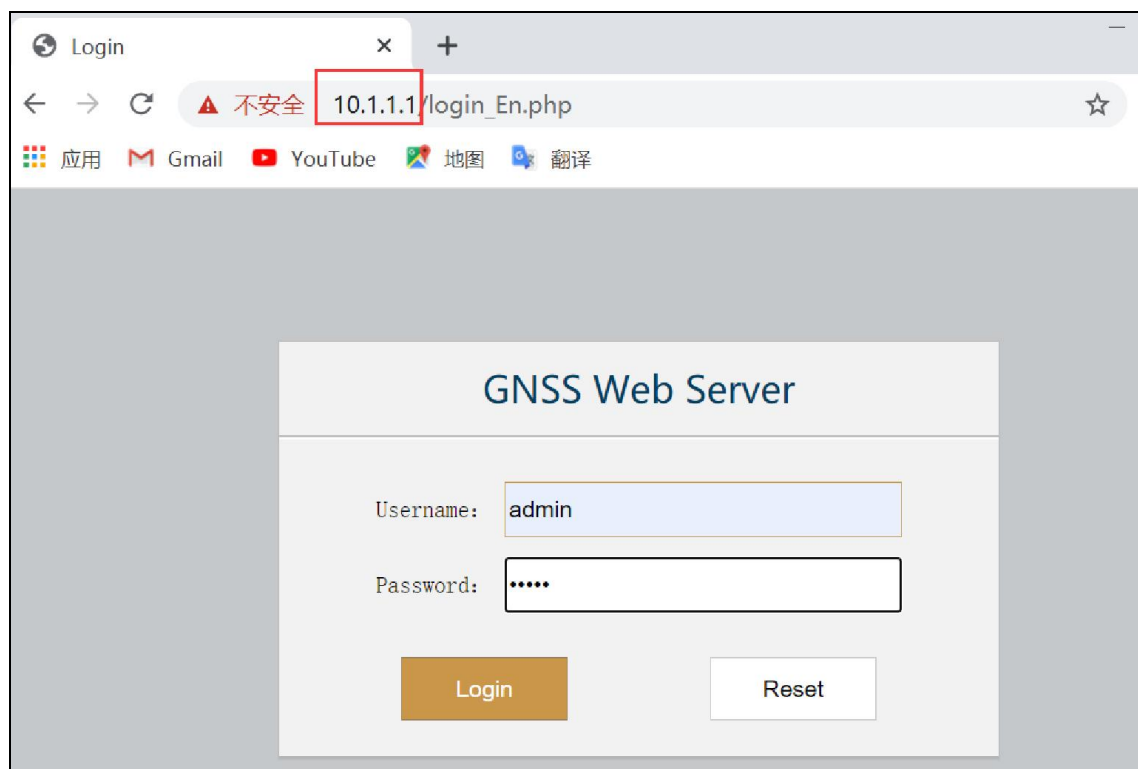 Login
不安全 10.1.1.1/login_En.php
应用 Gmail YouTube 地图 翻译
GNSS Web Server
Username: admin
Password: •••••
Login Reset